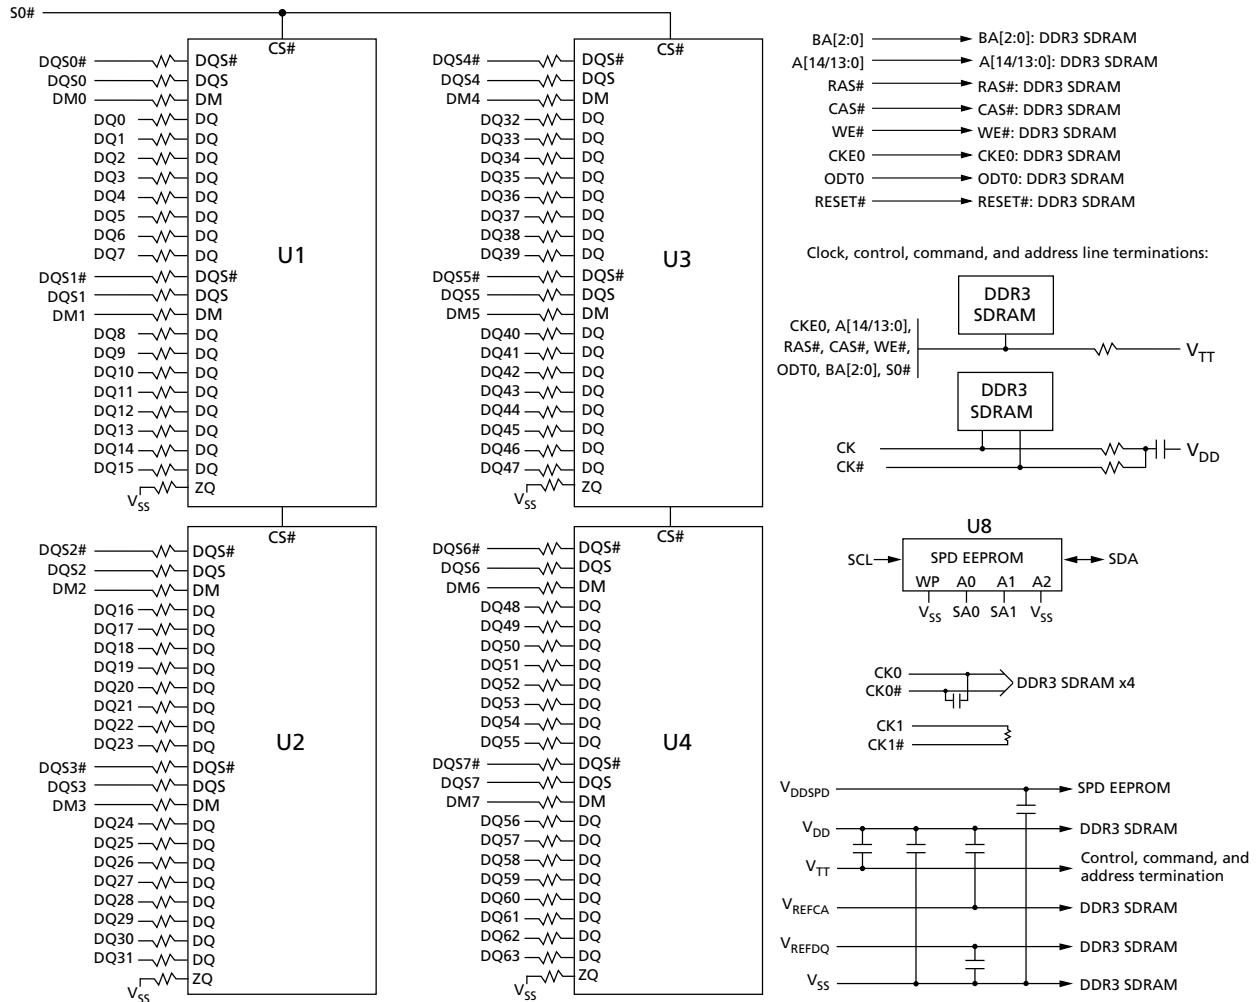 S0#
CS#
DQS0# DQS#
DQS0 DQS
DM0 DM
DQ0 DQ
DQ1 DQ
DQ2 DQ
DQ3 DQ
DQ4 DQ
DQ5 DQ
DQ6 DQ
DQ7 DQ
U1
DQS1# DQS#
DQS1 DQS
DM1 DM
DQ8 DQ
DQ9 DQ
DQ10 DQ
DQ11 DQ
DQ12 DQ
DQ13 DQ
DQ14 DQ
DQ15 DQ
VSS ZQ
CS#
DQS2# DQS#
DQS2 DQS
DM2 DM
DQ16 DQ
DQ17 DQ
DQ18 DQ
DQ19 DQ
DQ20 DQ
DQ21 DQ
DQ22 DQ
DQ23 DQ
U2
DQS3# DQS#
DQS3 DQS
DM3 DM
DQ24 DQ
DQ25 DQ
DQ26 DQ
DQ27 DQ
DQ28 DQ
DQ29 DQ
DQ30 DQ
DQ31 DQ
VSS ZQ
CS#
DQS4# DQS#
DQS4 DQS
DM4 DM
DQ32 DQ
DQ33 DQ
DQ34 DQ
DQ35 DQ
DQ36 DQ
DQ37 DQ
DQ38 DQ
DQ39 DQ
U3
DQS5# DQS#
DQS5 DQS
DM5 DM
DQ40 DQ
DQ41 DQ
DQ42 DQ
DQ43 DQ
DQ44 DQ
DQ45 DQ
DQ46 DQ
DQ47 DQ
VSS ZQ
CS#
DQS6# DQS#
DQS6 DQS
DM6 DM
DQ48 DQ
DQ49 DQ
DQ50 DQ
DQ51 DQ
DQ52 DQ
DQ53 DQ
DQ54 DQ
DQ55 DQ
U4
DQS7# DQS#
DQS7 DQS
DM7 DM
DQ56 DQ
DQ57 DQ
DQ58 DQ
DQ59 DQ
DQ60 DQ
DQ61 DQ
DQ62 DQ
DQ63 DQ
VSS ZQ
BA[2:0] BA[2:0]: DDR3 SDRAM
A[14/13:0] A[14/13:0]: DDR3 SDRAM
RAS# RAS#: DDR3 SDRAM
CAS# CAS#: DDR3 SDRAM
WE# WE#: DDR3 SDRAM
CKE0 CKE0: DDR3 SDRAM
ODT0 ODT0: DDR3 SDRAM
RESET# RESET#: DDR3 SDRAM
Clock, control, command, and address line terminations:
DDR3
SDRAM
CKE0, A[14/13:0],
RAS#, CAS#, WE#,
ODT0, BA[2:0], S0#
VTT
DDR3
SDRAM
CK
CK#
VDD
U8
SCL SPD EEPROM SDA
WP A0 A1 A2
VSS SA0 SA1 VSS
CK0
CK0#
DDR3 SDRAM x4
CK1
CK1#
VDDSPD SPD EEPROM
VDD DDR3 SDRAM
VTT Control, command, and
address termination
VREFCA DDR3 SDRAM
VREFDQ DDR3 SDRAM
VSS DDR3 SDRAM